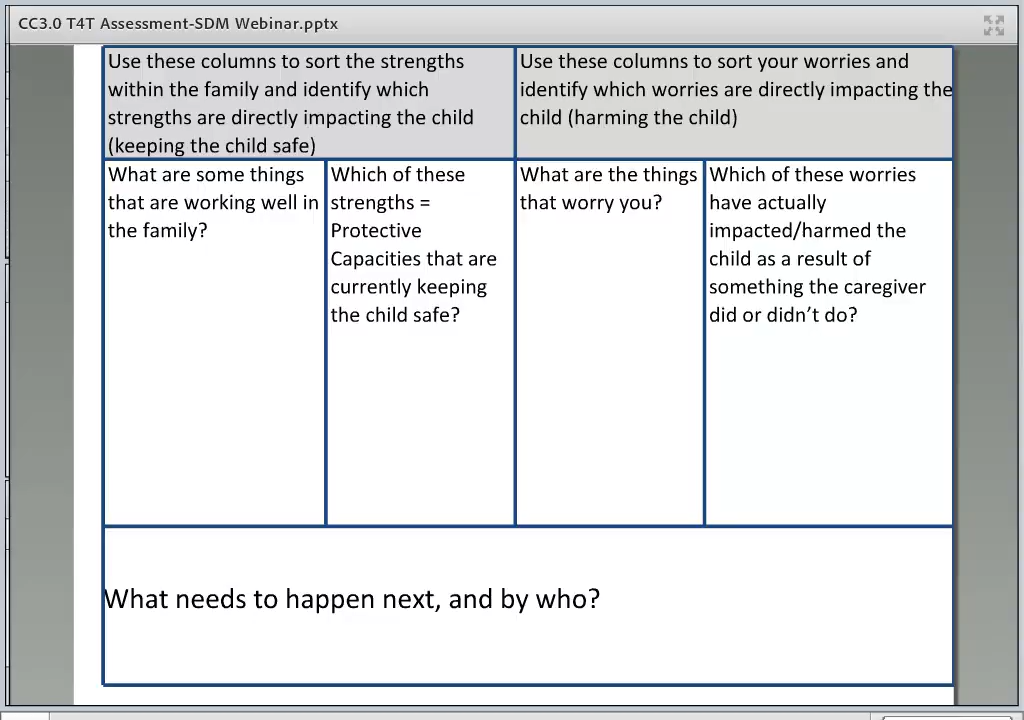 CC3.0 T4T Assessment-SDM Webinar.pptx
Use these columns to sort the strengths
within the family and identify which
strengths are directly impacting the child
(keeping the child safe)
Use these columns to sort your worries and
identify which worries are directly impacting the
child (harming the child)
What are some things
that are working well in
the family?
Which of these
strengths =
Protective
Capacities that are
currently keeping
the child safe?
What are the things
that worry you?
Which of these worries
have actually
impacted/harmed the
child as a result of
something the caregiver
did or didn’t do?
What needs to happen next, and by who?